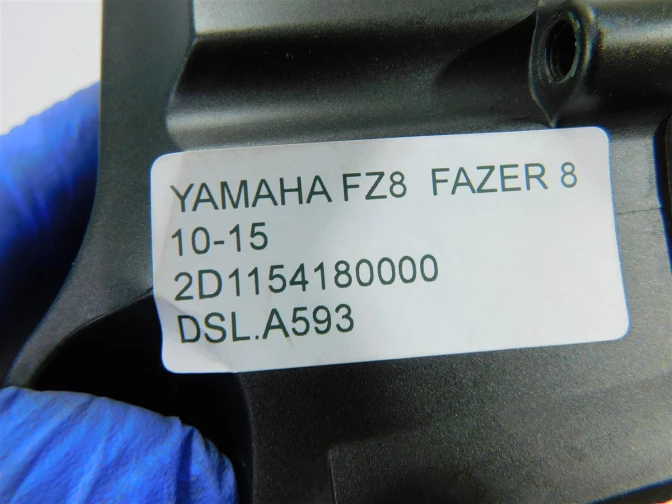 YAMAHA FZ8 FAZER 8
10-15
2D1154180000
DSL.A593